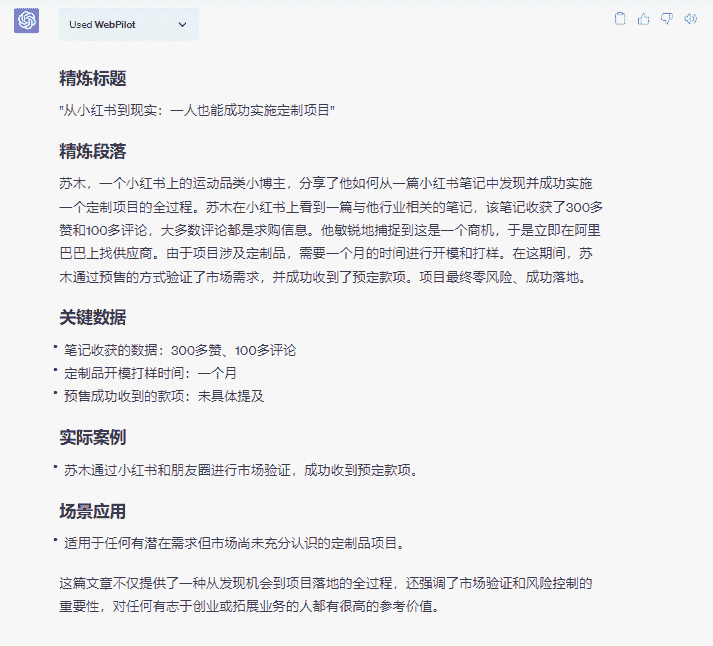 Used WebPilot
精炼标题
"从小红书到现实：一人也能成功实施定制项目"
精炼段落
苏木，一个小红书上的运动品类小博主，分享了他如何从一篇小红书笔记中发现并成功实施
一个定制项目的全过程。苏木在小红书上看到一篇与他行业相关的笔记，该笔记收获了300多
赞和100多评论，大多数评论都是求购信息。他敏锐地捕捉到这是一个商机，于是立即在阿里
巴巴上找供应商。由于项目涉及定制品，需要一个月的时间进行开模和打样。在这期间，苏
木通过预售的方式验证了市场需求，并成功收到了预定款项。项目最终零风险、成功落地。
关键数据
• 笔记收获的数据：300多赞、100多评论
• 定制品开模打样时间：一个月
• 预售成功收到的款项：未具体提及
实际案例
• 苏木通过小红书和朋友圈进行市场验证，成功收到预定款项。
场景应用
• 适用于任何有潜在需求但市场尚未充分认识的定制品项目。
这篇文章不仅提供了一种从发现机会到项目落地的全过程，还强调了市场验证和风险控制的
重要性，对任何有志于创业或拓展业务的人都有很高的参考价值。